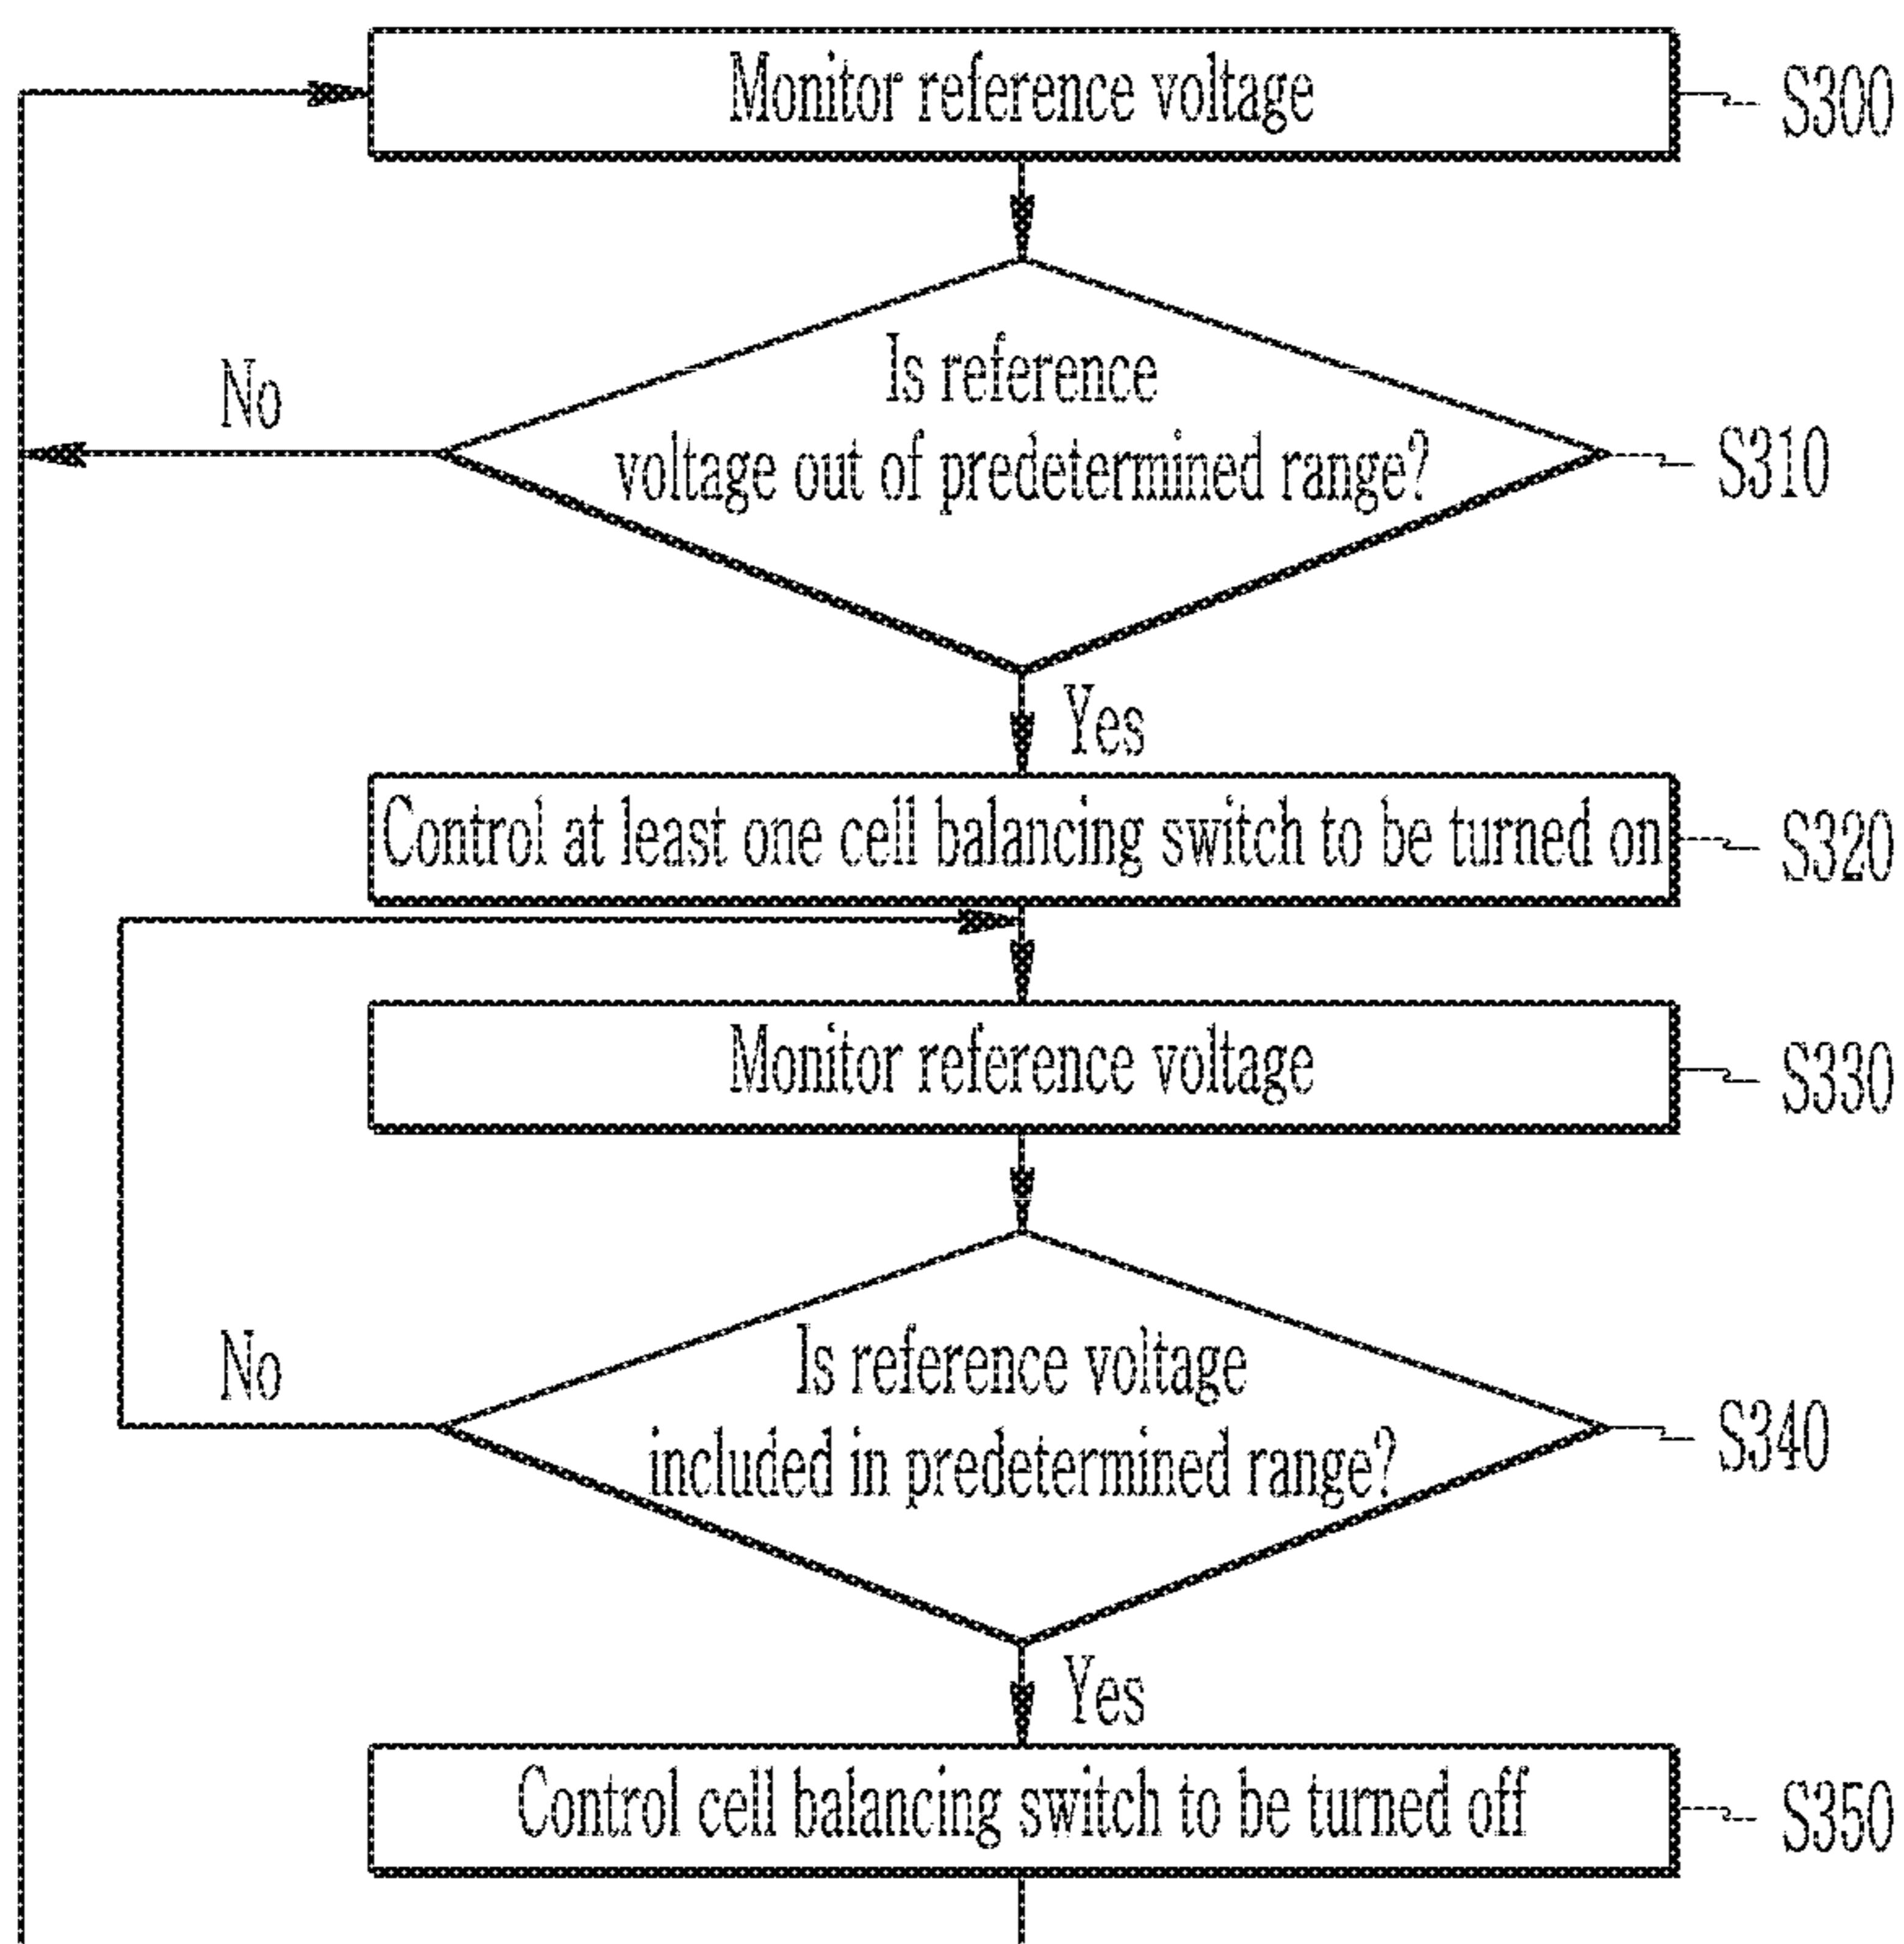 Monitor reference voltage
S300
Is reference
voltage out of predetermined range?
S310
No
Yes
Control at least one cell balancing switch to be turned on
S320
Monitor reference voltage
S330
Is reference voltage
included in predetermined range?
S340
No
Yes
Control cell balancing switch to be turned off
S350